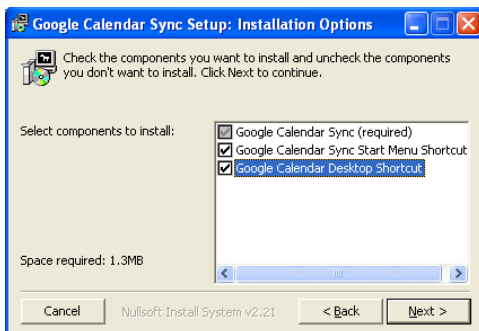 Google Calendar Sync Setup: Installation Options
Check the components you want to install and uncheck the components
you don't want to install. Click Next to continue.
Select components to install:
Google Calendar Sync (required)
Google Calendar Sync Start Menu Shortcut
Google Calendar Desktop Shortcut
Space required: 1.3MB
Cancel
Nullsoft Install System v2.21
< Back
Next >